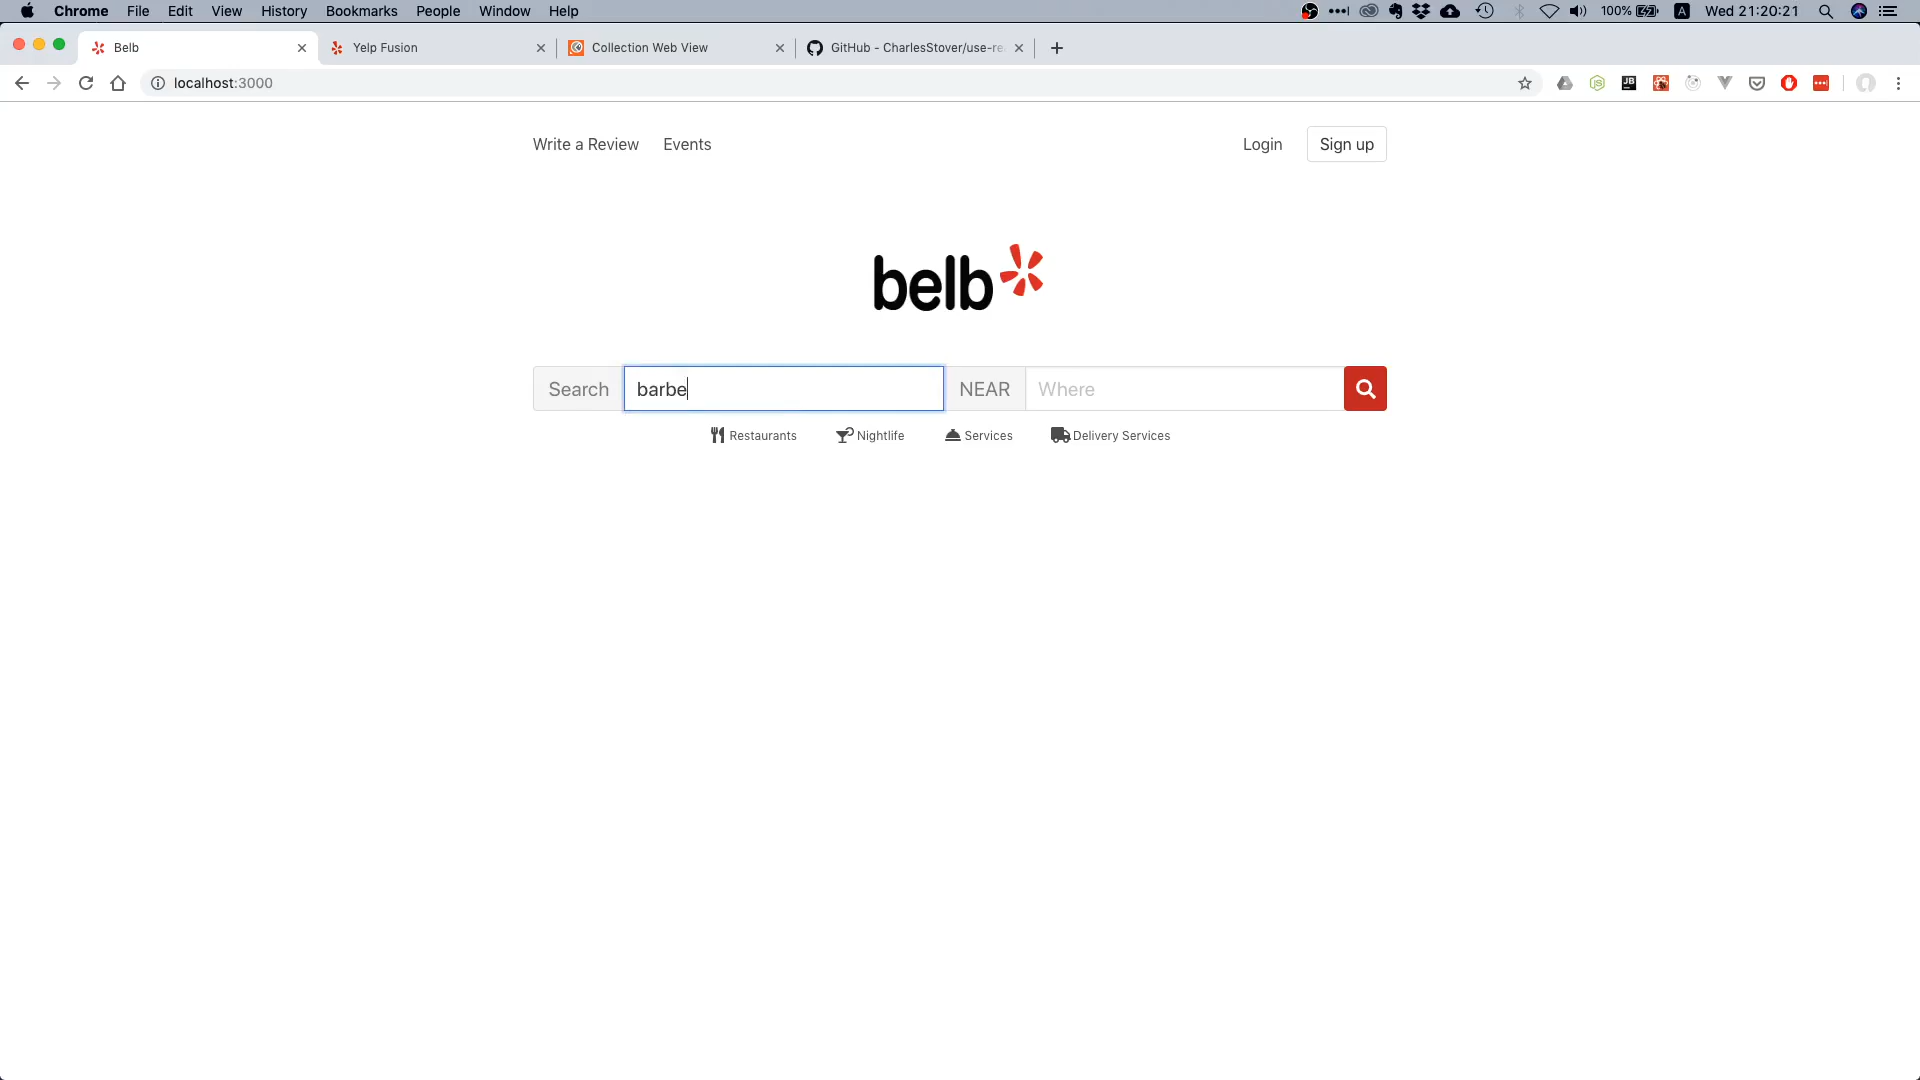 Chrome File Edit View History Bookmarks People Window Help 100% A Wed 21:20:21
Belb Yelp Fusion Collection Web View GitHub - CharlesStover/use-re
localhost:3000 JS JB
Write a Review Events Login Sign up
belb
Search barbe NEAR Where
Restaurants Nightlife Services Delivery Services